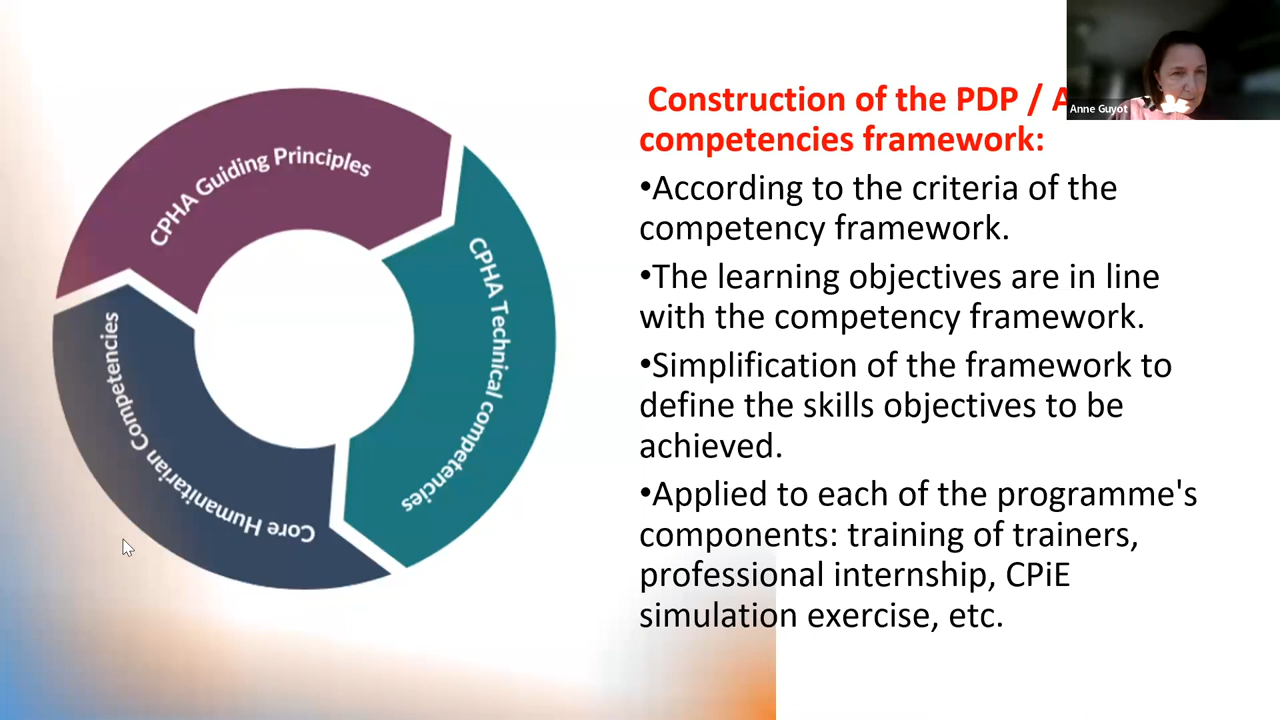 CPHA Guiding Principles
CPHA Technical competencies
Core Humanitarian Competencies
Construction of the PDP /
competencies framework:
•According to the criteria of the
competency framework.
•The learning objectives are in line
with the competency framework.
•Simplification of the framework to
define the skills objectives to be
achieved.
•Applied to each of the programme's
components: training of trainers,
professional internship, CPiE
simulation exercise, etc.
Anne Guyot